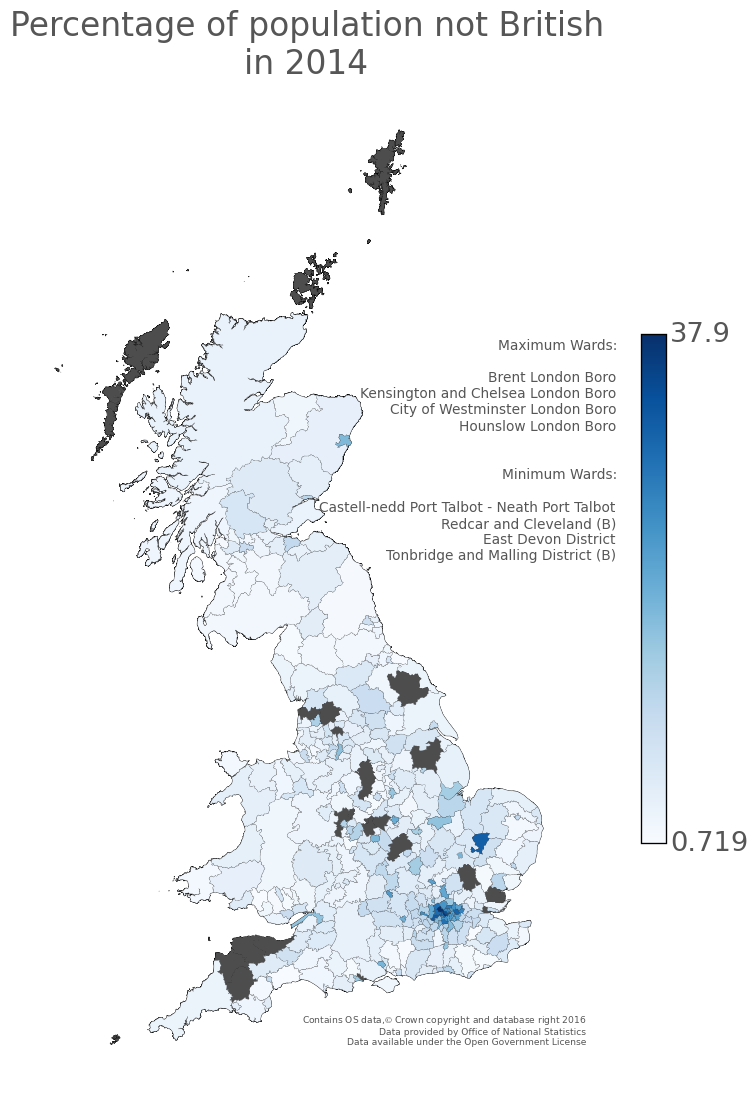 Percentage of population not British
in 2014
37.9
Maximum Wards:
Brent London Boro
Kensington and Chelsea London Boro
City of Westminster London Boro
Hounslow London Boro
Minimum Wards:
Castell-nedd Port Talbot - Neath Port Talbot
Redcar and Cleveland (B)
East Devon District
Tonbridge and Malling District (B)
0.719
Contains OS data,© Crown copyright and database right 2016
Data provided by Office of National Statistics
Data available under the Open Government License